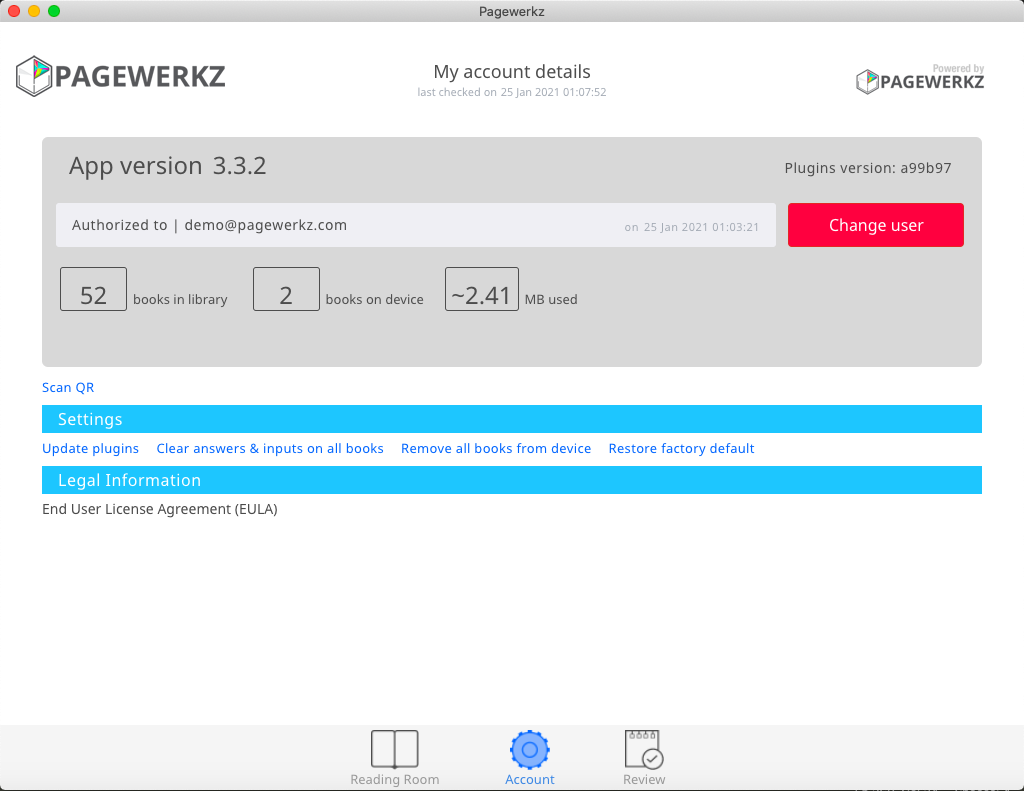 Pagewerkz
PAGEWERKZ
My account details
last checked on 25 Jan 2021 01:07:52
Powered by
PAGEWERKZ
App version 3.3.2
Plugins version: a99b97
Authorized to | demo@pagewerkz.com
on 25 Jan 2021 01:03:21
Change user
52 books in library
2 books on device
~2.41 MB used
Scan QR
Settings
Update plugins Clear answers & inputs on all books Remove all books from device Restore factory default
Legal Information
End User License Agreement (EULA)
Reading Room
Account
Review